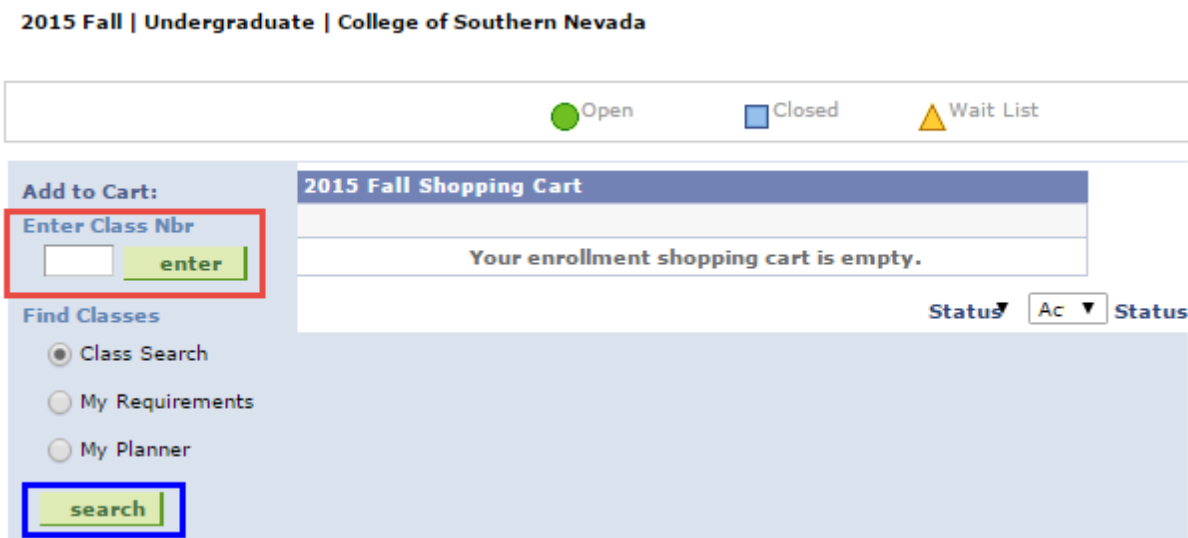 2015 Fall | Undergraduate | College of Southern Nevada
Open Closed Wait List
Add to Cart:
2015 Fall Shopping Cart
Enter Class Nbr
enter
Your enrollment shopping cart is empty.
Find Classes
Status Ac Status
Class Search
My Requirements
My Planner
search